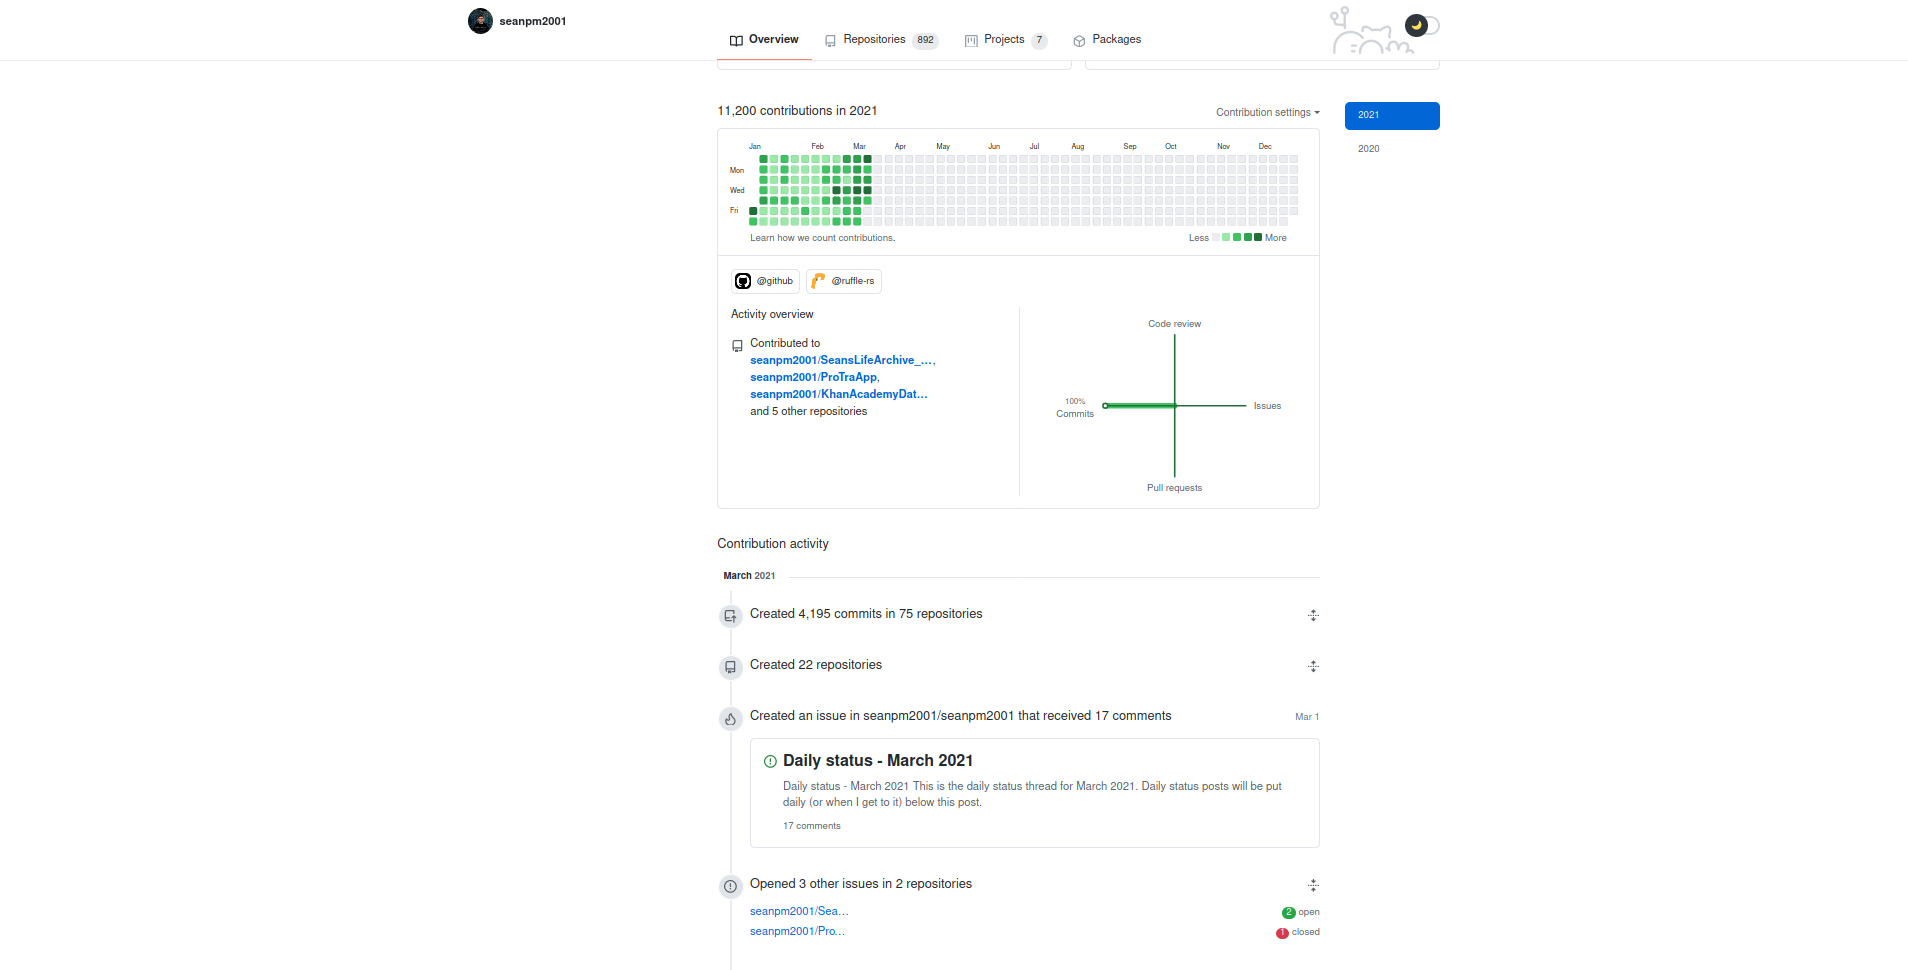 seanpm2001
Overview
Repositories 892
Projects 7
Packages
11,200 contributions in 2021
Contribution settings
2021
2020
Jan Feb Mar Apr May Jun Jul Aug Sep Oct Nov Dec
Mon
Wed
Fri
Learn how we count contributions.
Less More
@github
@ruffle-rs
Activity overview
Contributed to
seanpm2001/SeansLifeArchive_…,
seanpm2001/ProTraApp,
seanpm2001/KhanAcademyDat…
and 5 other repositories
Code review
100%
Commits
Issues
Pull requests
Contribution activity
March 2021
Created 4,195 commits in 75 repositories
Created 22 repositories
Created an issue in seanpm2001/seanpm2001 that received 17 comments
Mar 1
Daily status - March 2021
Daily status - March 2021 This is the daily status thread for March 2021. Daily status posts will be put
daily (or when I get to it) below this post.
17 comments
Opened 3 other issues in 2 repositories
seanpm2001/Sea…
2 open
seanpm2001/Pro…
1 closed